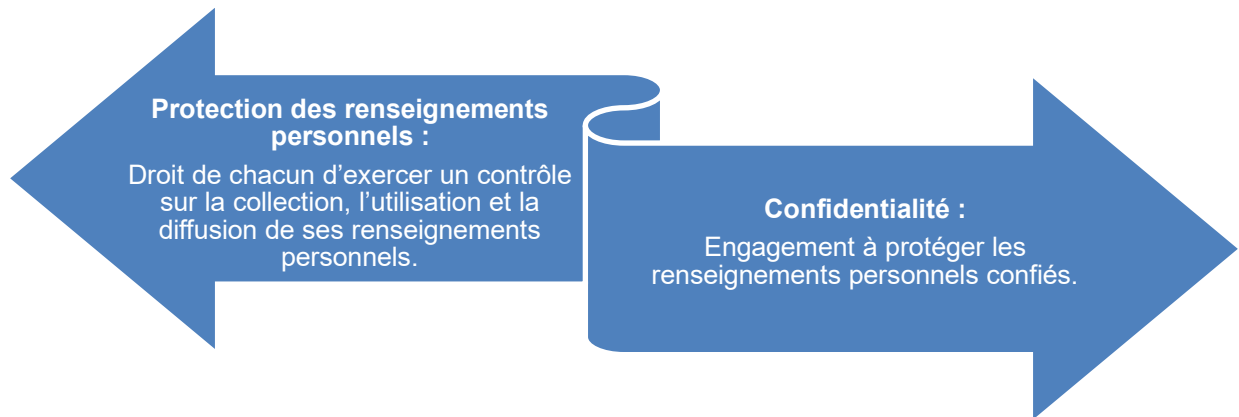 Protection des renseignements
personnels :
Droit de chacun d’exercer un contrôle
sur la collection, l’utilisation et la
diffusion de ses renseignements
personnels.
Confidentialité :
Engagement à protéger les
renseignements personnels confiés.